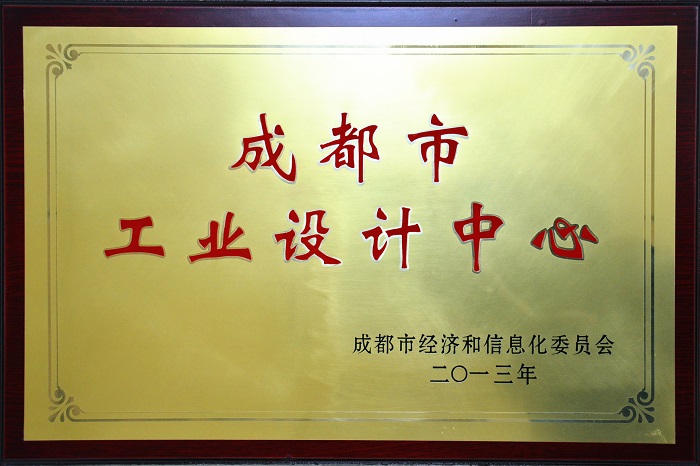 成都市
工业设计中心
成都市经济和信息化委员会
二〇一三年